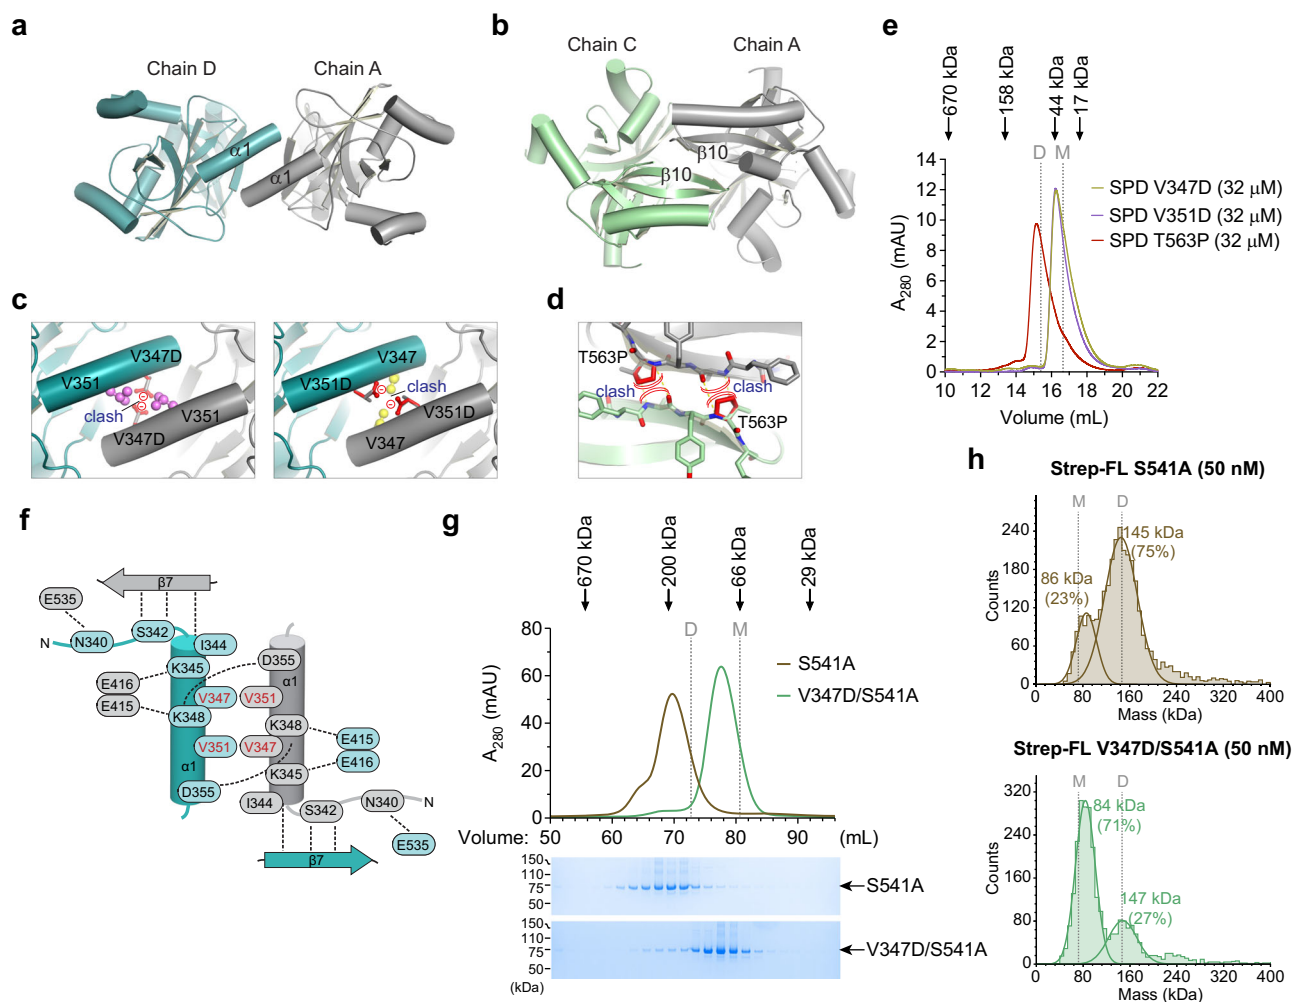 a
Chain D
Chain A
α1
α1
b
Chain C
Chain A
β10
β10
c
V347D
V351
clash
V351
V347D
V347
V351D
clash
V351D
V347
d
T563P
clash
clash
T563P
e
670 kDa
158 kDa
44 kDa
17 kDa
D
M
A280 (mAU)
14
12
10
8
6
4
2
0
10
12
14
16
18
20
22
Volume (mL)
SPD V347D (32 μM)
SPD V351D (32 μM)
SPD T563P (32 μM)
f
β7
E535
N
N340
S342
I344
K345
D355
E416
E415
V347
V351
α1
K348
K348
V351
V347
E415
E416
α1
K345
D355
I344
S342
N340
N
E535
β7
g
670 kDa
200 kDa
66 kDa
29 kDa
D
M
A280 (mAU)
80
60
40
20
0
S541A
V347D/S541A
Volume:
50
60
70
80
90
(mL)
150
110
75
50
S541A
150
110
75
50
V347D/S541A
(kDa)
h
Strep-FL S541A (50 nM)
M
D
145 kDa
(75%)
86 kDa
(23%)
Counts
240
180
120
60
0
0
80
160
240
320
400
Mass (kDa)
Strep-FL V347D/S541A (50 nM)
M
D
84 kDa
(71%)
147 kDa
(27%)
Counts
320
240
160
80
0
0
80
160
240
320
400
Mass (kDa)